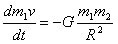 dm₁v/dt = −G m₁m₂/R²